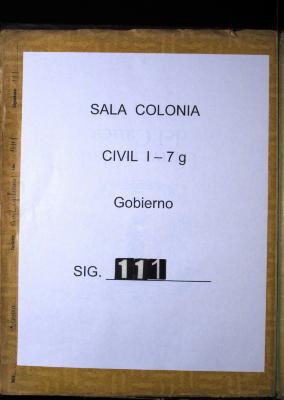 SALA COLONIA
CIVIL I – 7 g
Gobierno
SIG. 111